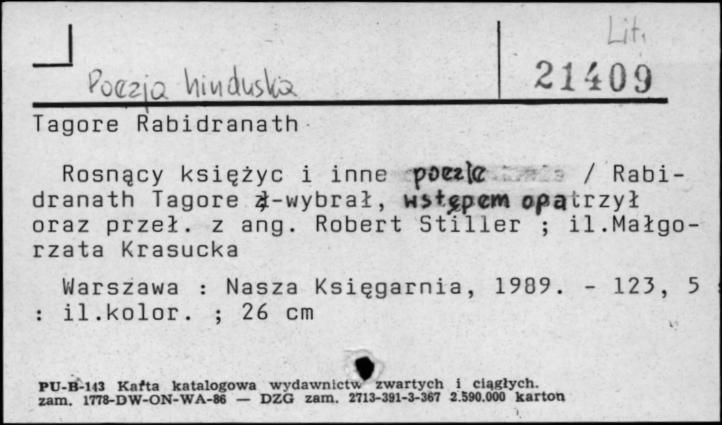 Lit.
21409
Poezja hinduska
Tagore Rabidranath
Rosnący księżyc i inne poezje / Rabi-
dranath Tagore ; -wybrał, wstępem opatrzył
oraz przeł. z ang. Robert Stiller ; il.Małgo-
rzata Krasucka
Warszawa : Nasza Księgarnia, 1989. - 123, 5
: il.kolor. ; 26 cm
PU-B-143 Karta katalogowa wydawnictw zwartych i ciągłych.
zam. 1778-DW-ON-WA-86 — DZG zam. 2713-391-3-367 2.590.000 karton